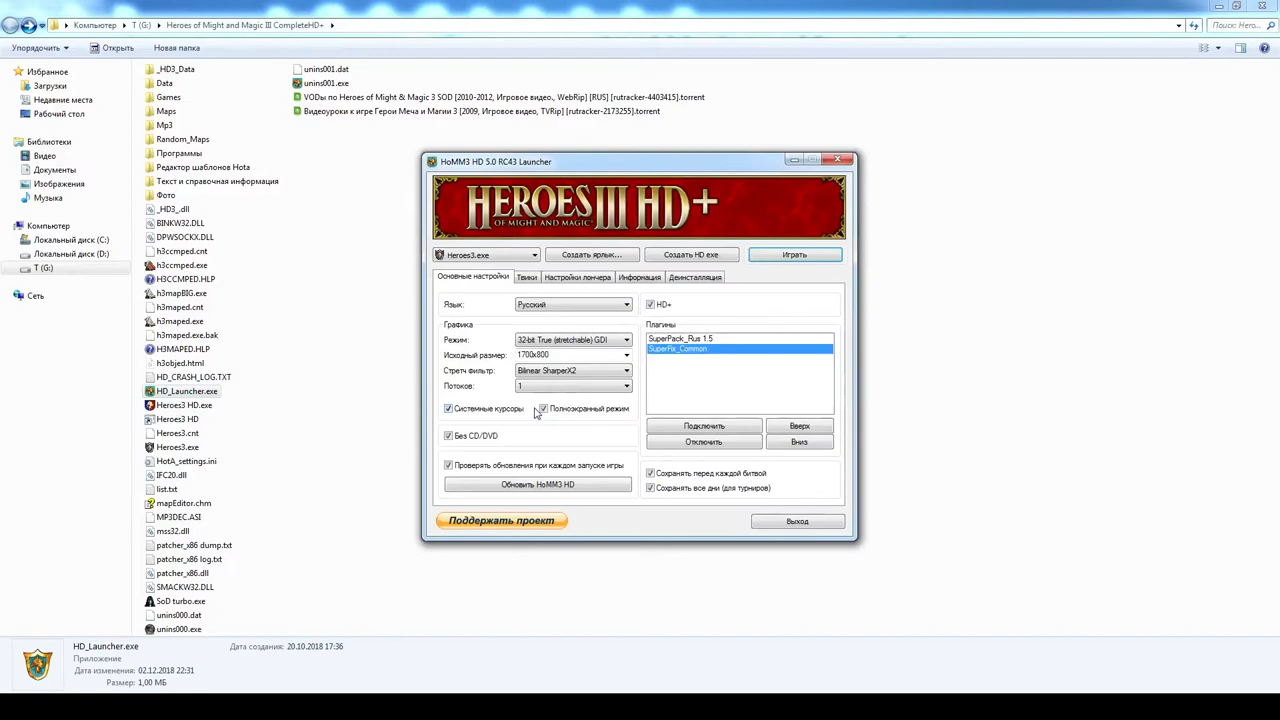 Компьютер
T (G:)
Heroes of Might and Magic III CompleteHD+
Поиск: Hero...
Упорядочить
Открыть
Новая папка
Избранное
Загрузки
Недавние места
Рабочий стол
Библиотеки
Видео
Документы
Изображения
Музыка
Компьютер
Локальный диск (C:)
Локальный диск (D:)
T (G:)
Сеть
_HD3_Data
Data
Games
Maps
Mp3
Random_Maps
Программы
Редактор шаблонов Hota
Текст и справочная информация
Фото
_HD3_.dll
BINKW32.DLL
DPWSOCKX.DLL
h3ccmped.cnt
h3ccmped.exe
H3CCMPED.HLP
h3mapBIG.exe
h3maped.cnt
h3maped.exe
h3maped.exe.bak
H3MAPED.HLP
h3objed.html
HD_CRASH_LOG.TXT
HD_Launcher.exe
Heroes3 HD.exe
Heroes3 HD
Heroes3.cnt
Heroes3.exe
HotA_settings.ini
IFC20.dll
list.txt
mapEditor.chm
MP3DEC.ASI
mss32.dll
patcher_x86 dump.txt
patcher_x86 log.txt
patcher_x86.dll
SMACKW32.DLL
SoD turbo.exe
unins000.dat
unins000.exe
unins001.dat
unins001.exe
VODы по Heroes of Might & Magic 3 SOD [2010-2012, Игровое видео., WebRip] [RUS] [rutracker-4403415].torrent
Видеоуроки к игре Герои Меча и Магии 3 [2009, Игровое видео, TVRip] [rutracker-2173255].torrent
HoMM3 HD 5.0 RC43 Launcher
HEROES III HD+
OF MIGHT AND MAGIC
Heroes3.exe
Создать ярлык...
Создать HD exe
Играть
Основные настройки
Твики
Настройки лончера
Информация
Деинсталляция
Язык:
Русский
Графика
Режим:
32-bit True (stretchable) GDI
Исходный размер:
1700x800
Стретч фильтр:
Bilinear SharperX2
Потоков:
1
Системные курсоры
Полноэкранный режим
Без CD/DVD
Проверять обновления при каждом запуске игры
Обновить HoMM3 HD
HD+
Плагины
SuperPack_Rus 1.5
SuperFix_Common
Подключить
Вверх
Отключить
Вниз
Сохранять перед каждой битвой
Сохранять все дни (для турниров)
Поддержать проект
Выход
HD_Launcher.exe
Дата создания: 20.10.2018 17:36
Приложение
Дата изменения: 02.12.2018 22:31
Размер: 1,00 МБ